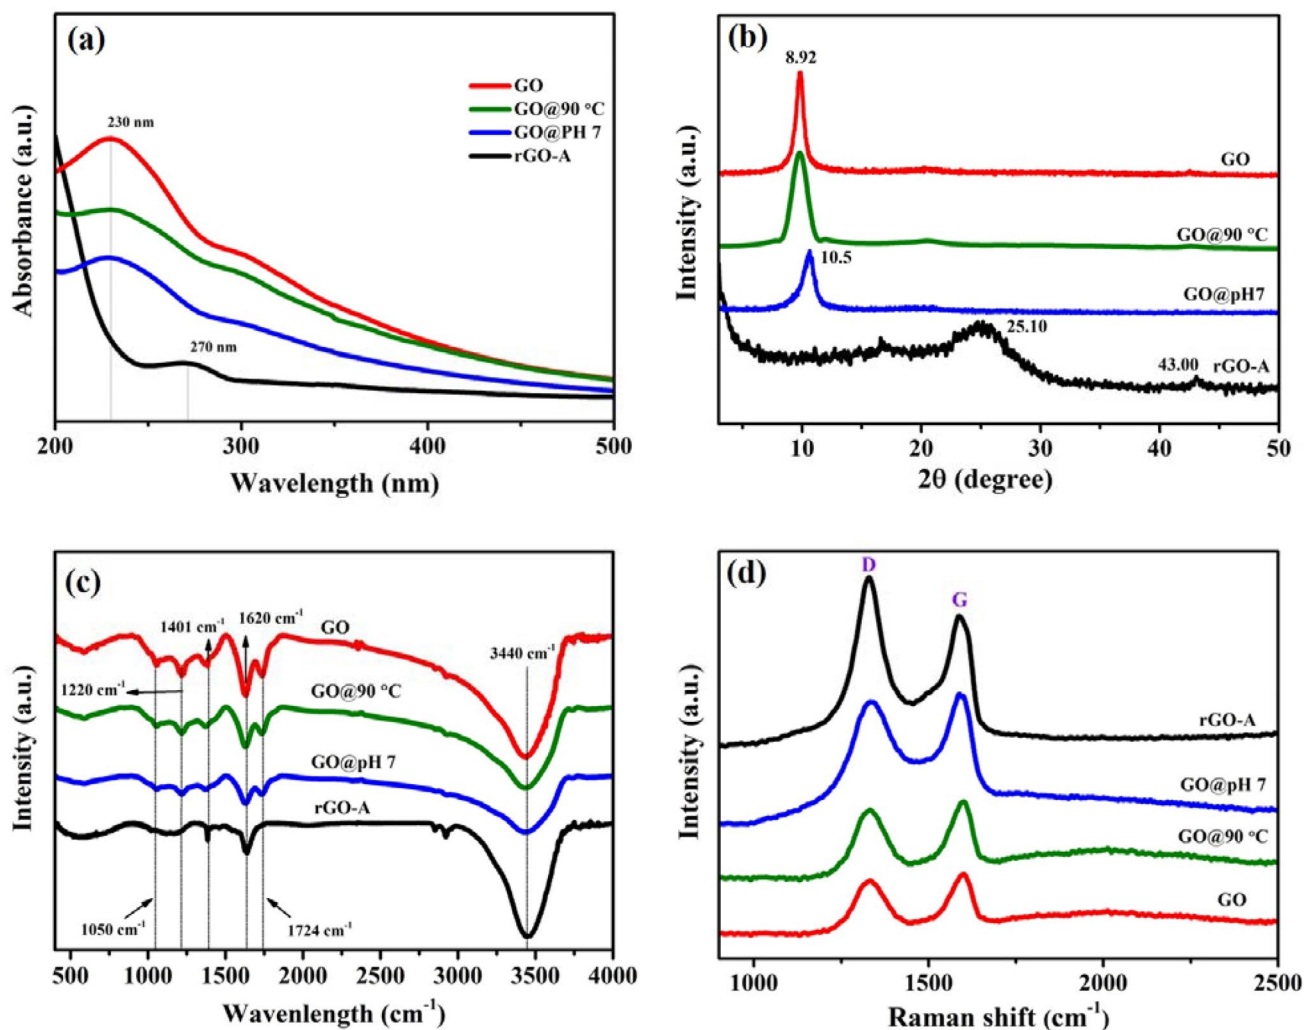 (a)
230 nm
GO
GO@90 °C
GO@PH 7
rGO-A
270 nm
Absorbance (a.u.)
200
300
400
500
Wavelength (nm)
(b)
8.92
GO
GO@90 °C
10.5
GO@pH7
25.10
43.00
rGO-A
Intensity (a.u.)
10
20
30
40
50
2θ (degree)
(c)
1401 cm⁻¹
1620 cm⁻¹
GO
3440 cm⁻¹
1220 cm⁻¹
GO@90 °C
GO@pH 7
rGO-A
1050 cm⁻¹
1724 cm⁻¹
Intensity (a.u.)
500
1000
1500
2000
2500
3000
3500
4000
Wavenlength (cm⁻¹)
(d)
D
G
rGO-A
GO@pH 7
GO@90 °C
GO
Intensity (a.u.)
1000
1500
2000
2500
Raman shift (cm⁻¹)